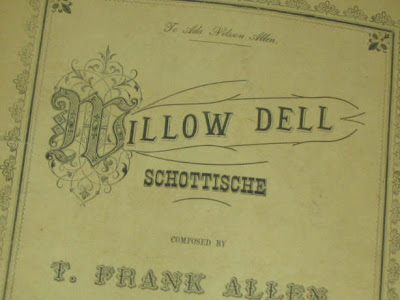 To Ada Nelson Allen.
WILLOW DELL
SCHOTTISCHE
COMPOSED BY
T. FRANK ALLEN